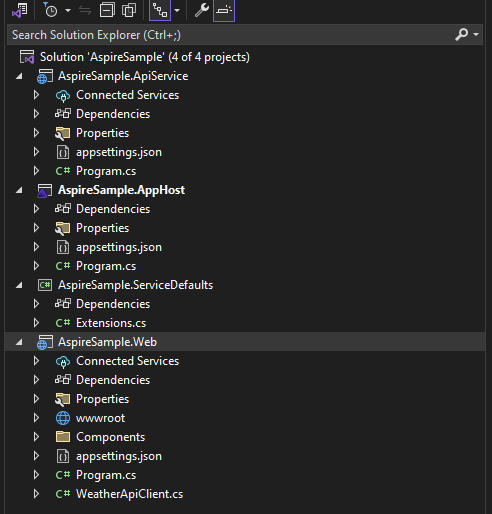 Search Solution Explorer (Ctrl+;)
Solution 'AspireSample' (4 of 4 projects)
AspireSample.ApiService
Connected Services
Dependencies
Properties
appsettings.json
C# Program.cs
AspireSample.AppHost
Dependencies
Properties
appsettings.json
C# Program.cs
C# AspireSample.ServiceDefaults
Dependencies
C# Extensions.cs
AspireSample.Web
Connected Services
Dependencies
Properties
wwwroot
Components
appsettings.json
C# Program.cs
C# WeatherApiClient.cs